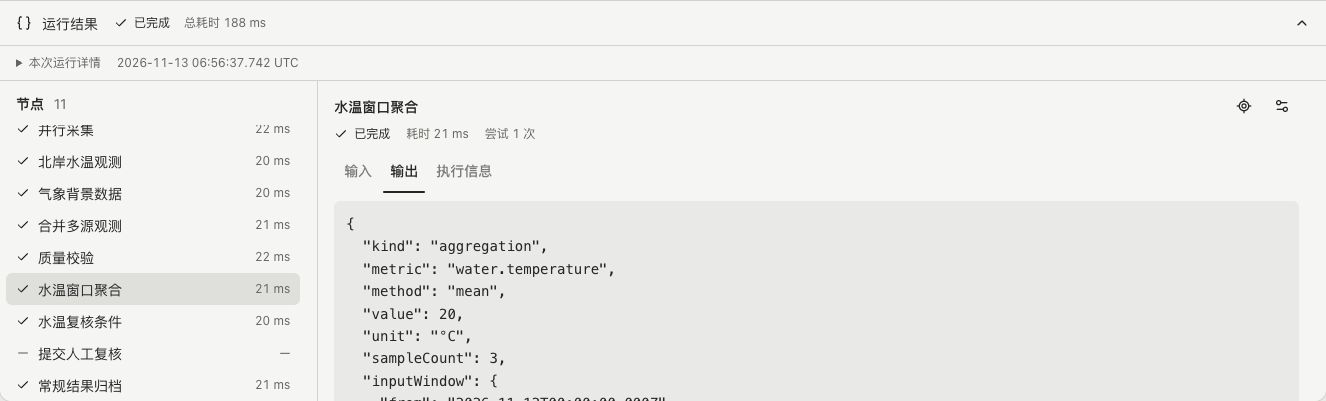 运行结果 已完成 总耗时 188 ms
本次运行详情 2026-11-13 06:56:37.742 UTC
节点 11
并行采集 22 ms
北岸水温观测 20 ms
气象背景数据 20 ms
合并多源观测 21 ms
质量校验 22 ms
水温窗口聚合 21 ms
水温复核条件 20 ms
提交人工复核 —
常规结果归档 21 ms
水温窗口聚合
已完成 耗时 21 ms 尝试 1 次
输入 输出 执行信息
{
"kind": "aggregation",
"metric": "water.temperature",
"method": "mean",
"value": 20,
"unit": "°C",
"sampleCount": 3,
"inputWindow": {